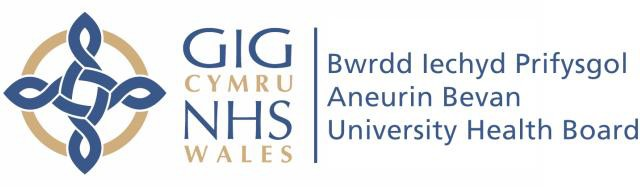 GIG
CYMRU
NHS
WALES
Bwrdd Iechyd Prifysgol
Aneurin Bevan
University Health Board